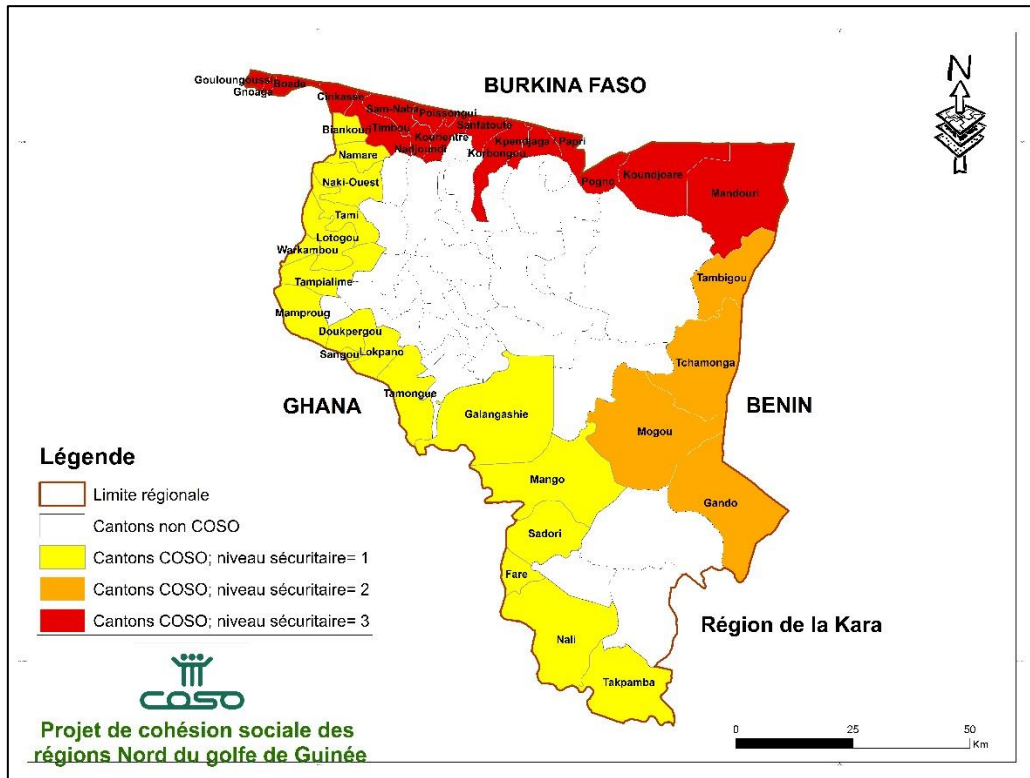 N
BURKINA FASO
Gouloungoussi
Boade
Gnoaga
Cinkasse
Sam-Naba
Poissongui
Biankouri
Timbou
Sanfatoute
Kpendjaga
Papri
Nadjoundi
Korbongou
Namare
Pogno
Koundjoare
Mandouri
Naki-Ouest
Tami
Lotogou
Warkambou
Tambigou
Tampialime
Mamproug
Doukpergou
Sangou
Lokpano
Tchamonga
Tamongue
GHANA
BENIN
Galangashie
Mogou
Mango
Gando
Sadori
Fare
Nali
Takpamba
Région de la Kara
Légende
Limite régionale
Cantons non COSO
Cantons COSO; niveau sécuritaire= 1
Cantons COSO; niveau sécuritaire= 2
Cantons COSO; niveau sécuritaire= 3
COSO
Projet de cohésion sociale des
régions Nord du golfe de Guinée
0 25 50
Km